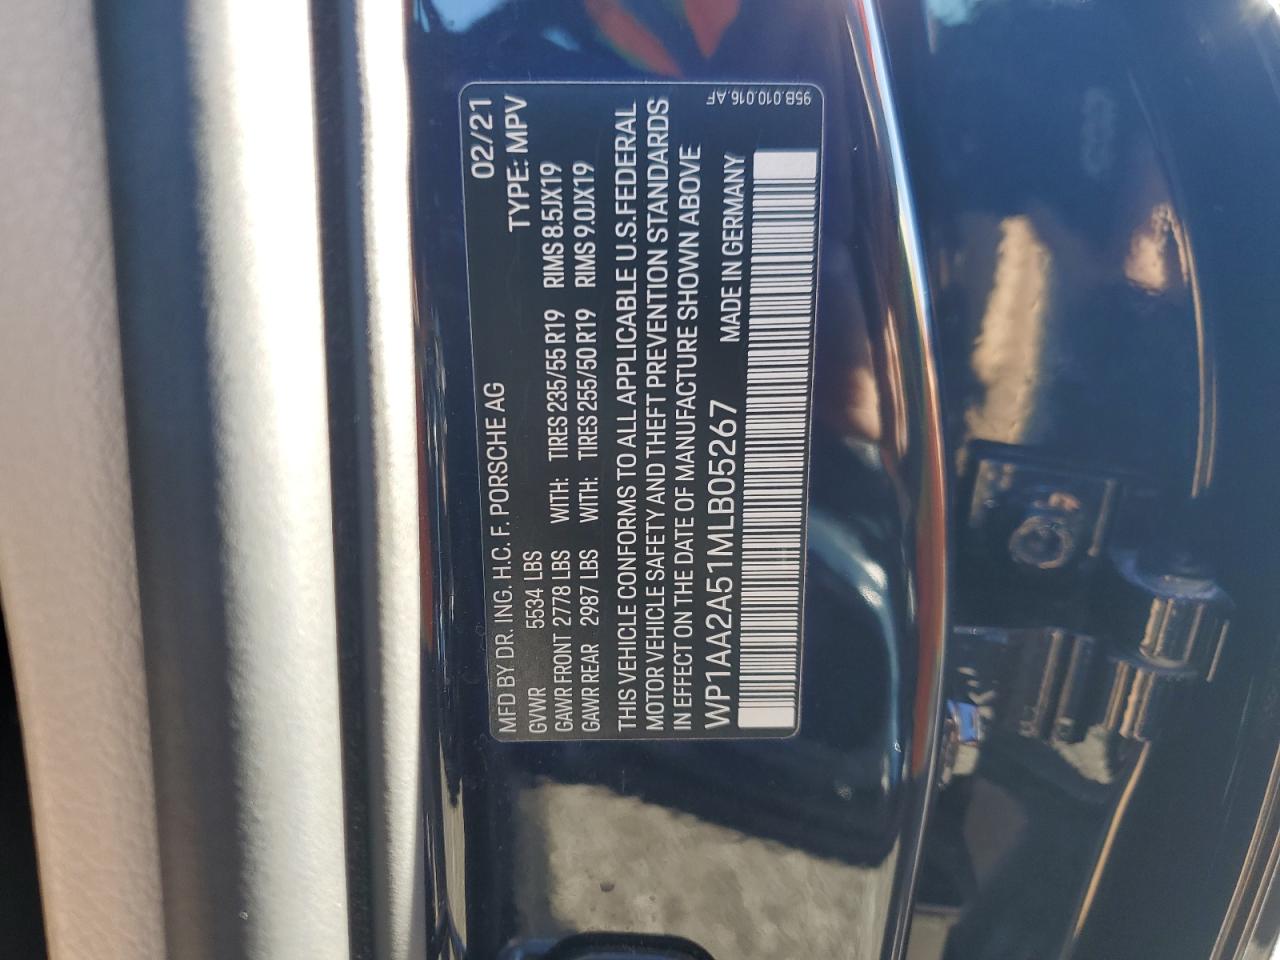 MFD BY DR. ING. H.C. F. PORSCHE AG 02/21
GVWR 5534 LBS TYPE: MPV
GAWR FRONT 2778 LBS WITH: TIRES 235/55 R19 RIMS 8.5JX19
GAWR REAR 2987 LBS WITH: TIRES 255/50 R19 RIMS 9.0JX19
THIS VEHICLE CONFORMS TO ALL APPLICABLE U.S.FEDERAL
MOTOR VEHICLE SAFETY AND THEFT PREVENTION STANDARDS
IN EFFECT ON THE DATE OF MANUFACTURE SHOWN ABOVE
WP1AA2A51MLB05267 MADE IN GERMANY
95B.010.016.AF